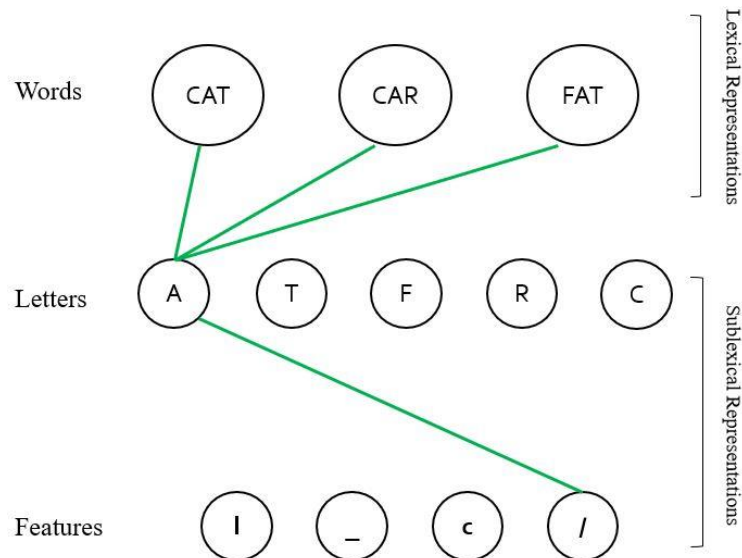 Words
CAT
CAR
FAT
Lexical Representations
Letters
A
T
F
R
C
Sublexical Representations
Features
l
_
c
/